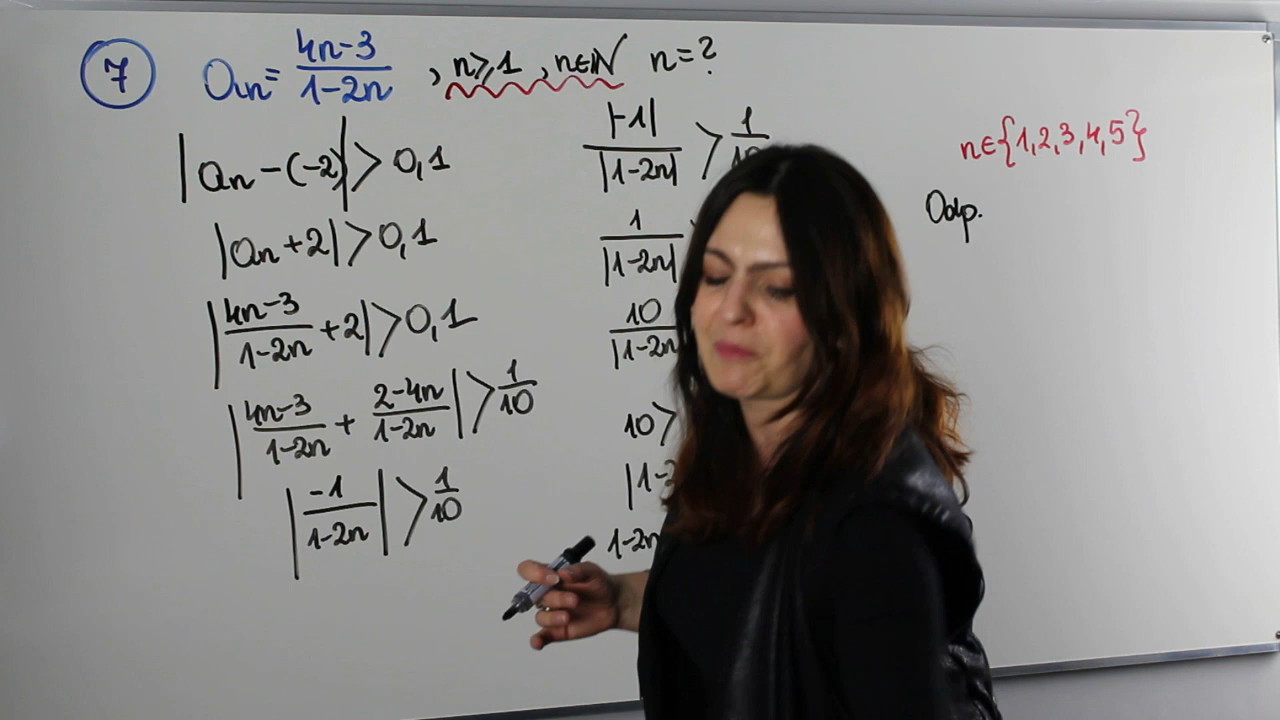 7 an = 4n-3/1-2n , n≥1 , n∈N n=?
|an-(-2)| > 0,1
|an+2| > 0,1
|4n-3/1-2n +2| > 0,1
|4n-3/1-2n + 2-4n/1-2n| > 1/10
|-1/1-2n| > 1/10
|-1|/|1-2n| > 1/10
1/|1-2n|
10/|1-2n
10>
1-2n
n∈{1,2,3,4,5}
Odp.